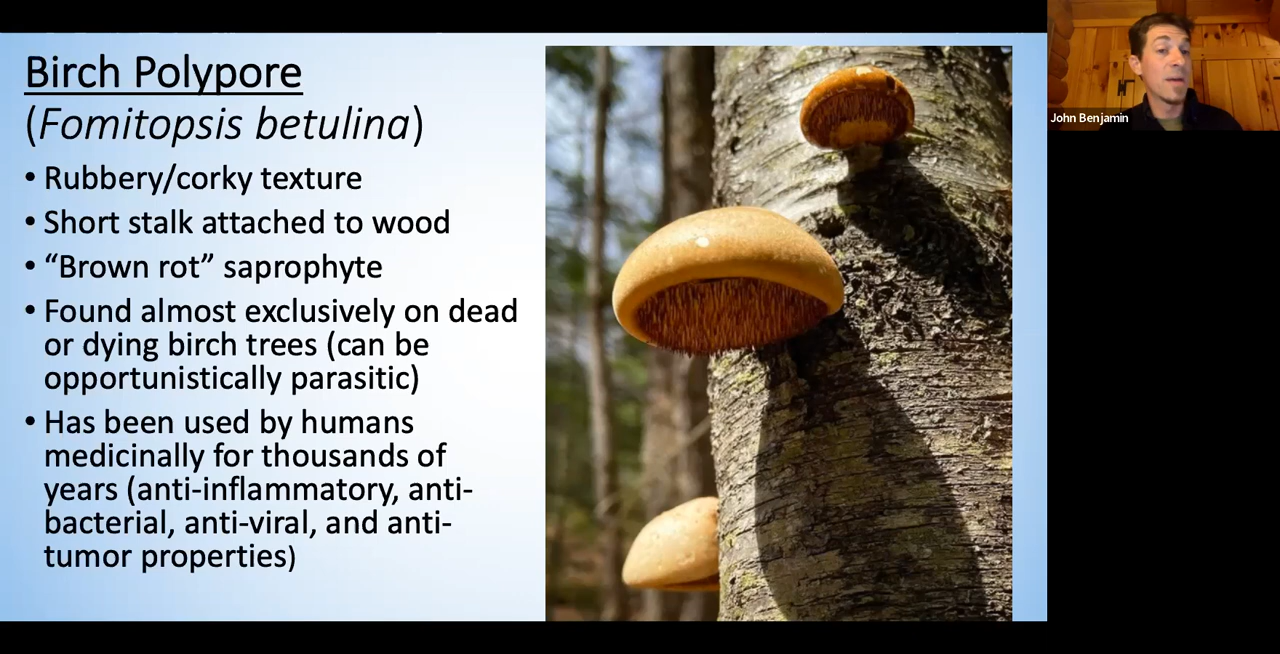 Birch Polypore
(Fomitopsis betulina)
• Rubbery/corky texture
• Short stalk attached to wood
• “Brown rot” saprophyte
• Found almost exclusively on dead
or dying birch trees (can be
opportunistically parasitic)
• Has been used by humans
medicinally for thousands of
years (anti-inflammatory, anti-
bacterial, anti-viral, and anti-
tumor properties)
John Benjamin